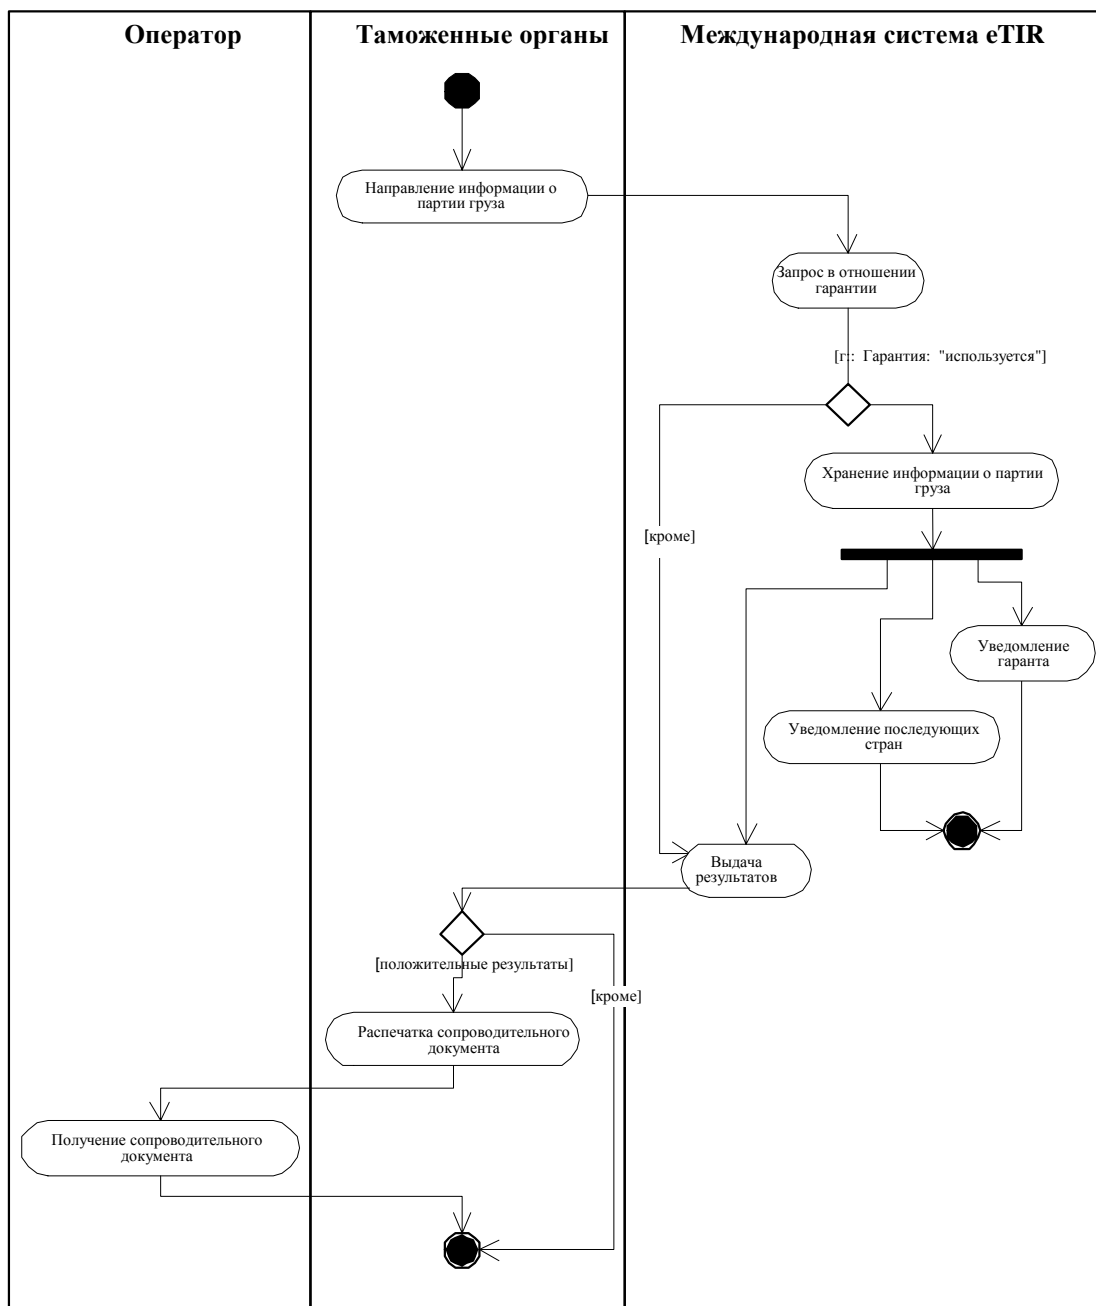 Оператор
Таможенные органы
Международная система eTIR
Направление информации о
партии груза
Запрос в отношении
гарантии
[г:: Гарантия: "используется"]
Хранение информации о партии
груза
[кроме]
Уведомление
гаранта
Уведомление последующих
стран
Выдача
результатов
[положительные результаты]
[кроме]
Распечатка сопроводительного
документа
Получение сопроводительного
документа